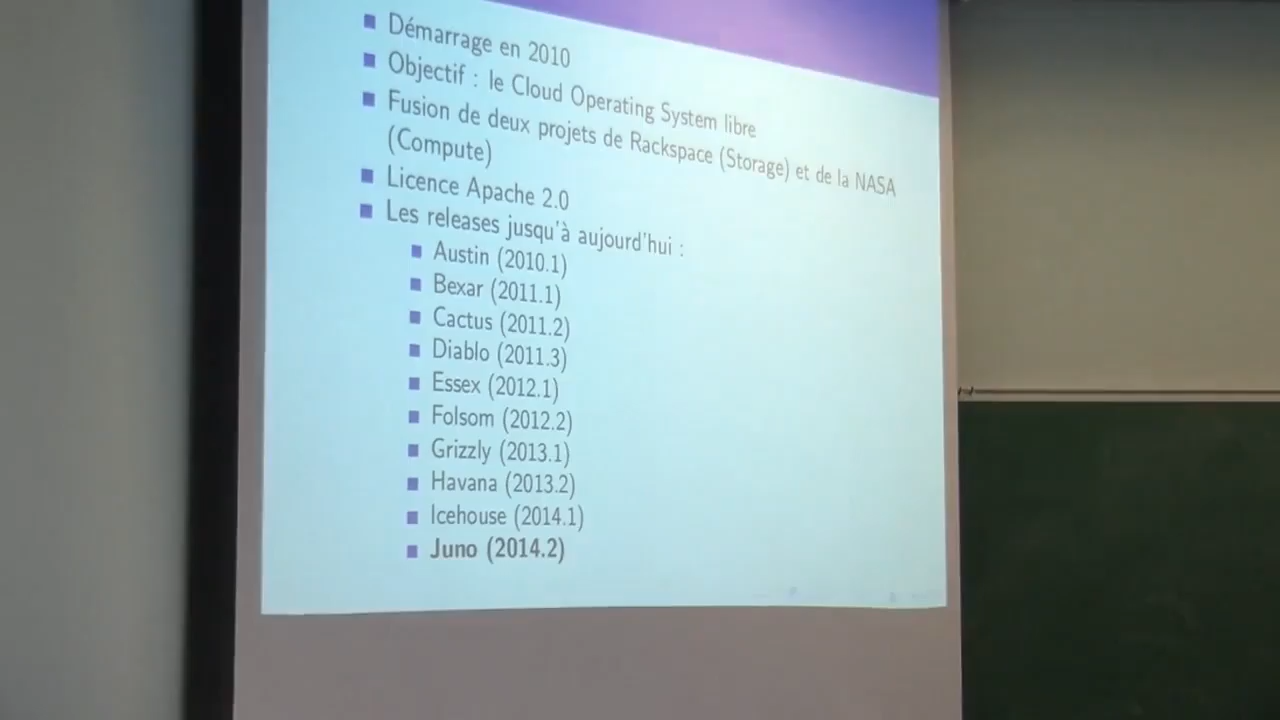 Démarrage en 2010
Objectif : le Cloud Operating System libre
Fusion de deux projets de Rackspace (Storage) et de la NASA
(Compute)
Licence Apache 2.0
Les releases jusqu'à aujourd'hui :
Austin (2010.1)
Bexar (2011.1)
Cactus (2011.2)
Diablo (2011.3)
Essex (2012.1)
Folsom (2012.2)
Grizzly (2013.1)
Havana (2013.2)
Icehouse (2014.1)
Juno (2014.2)